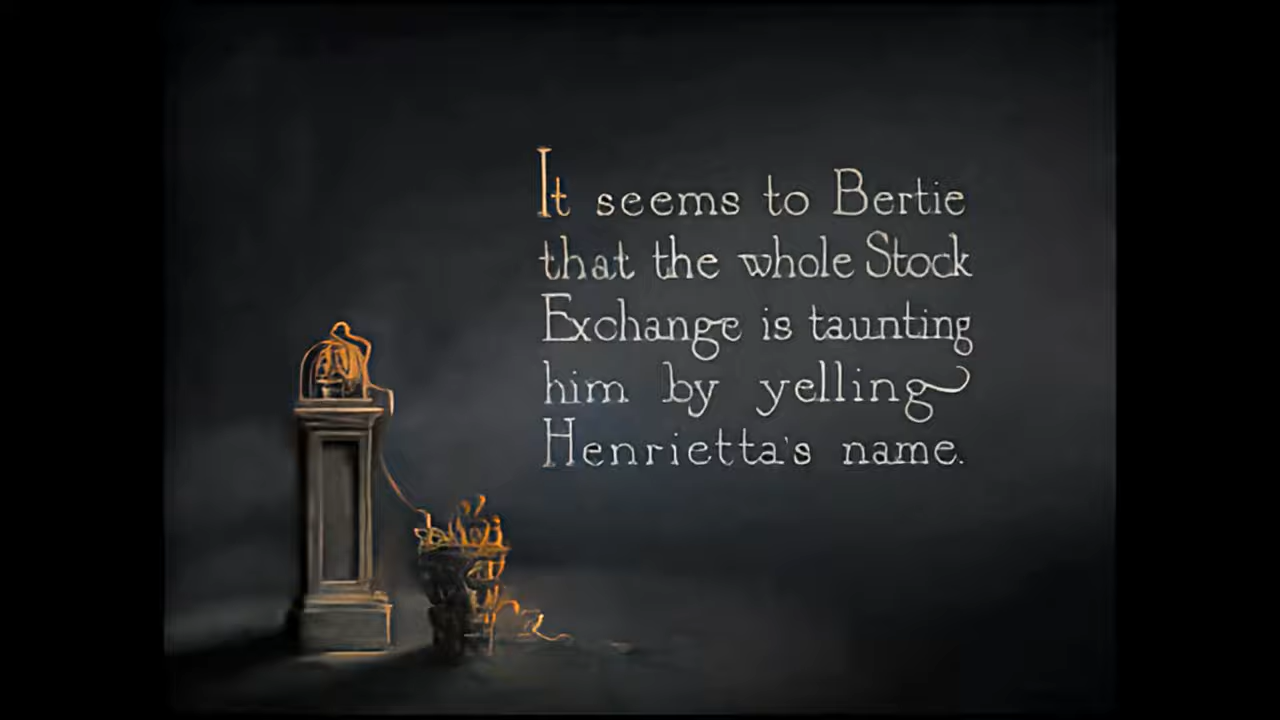 It seems to Bertie
that the whole Stock
Exchange is taunting
him by yelling
Henrietta's name.